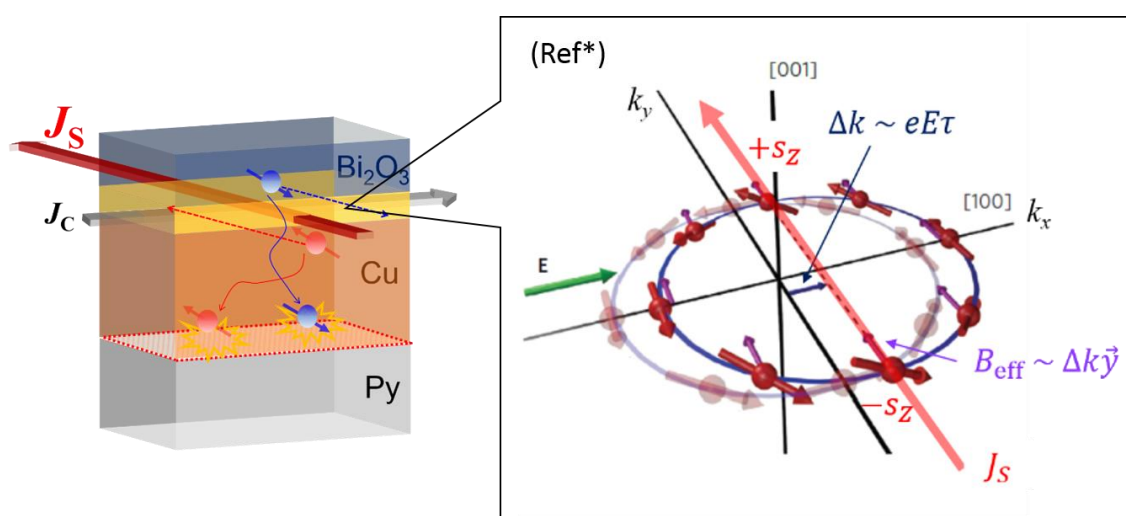 J_S
Bi₂O₃
J_C
Cu
Py
(Ref*)
[001]
k_y
Δk ~ eEτ
+s_Z
[100]
k_x
E
B_eff ~ Δk y⃗
−s_Z
J_S